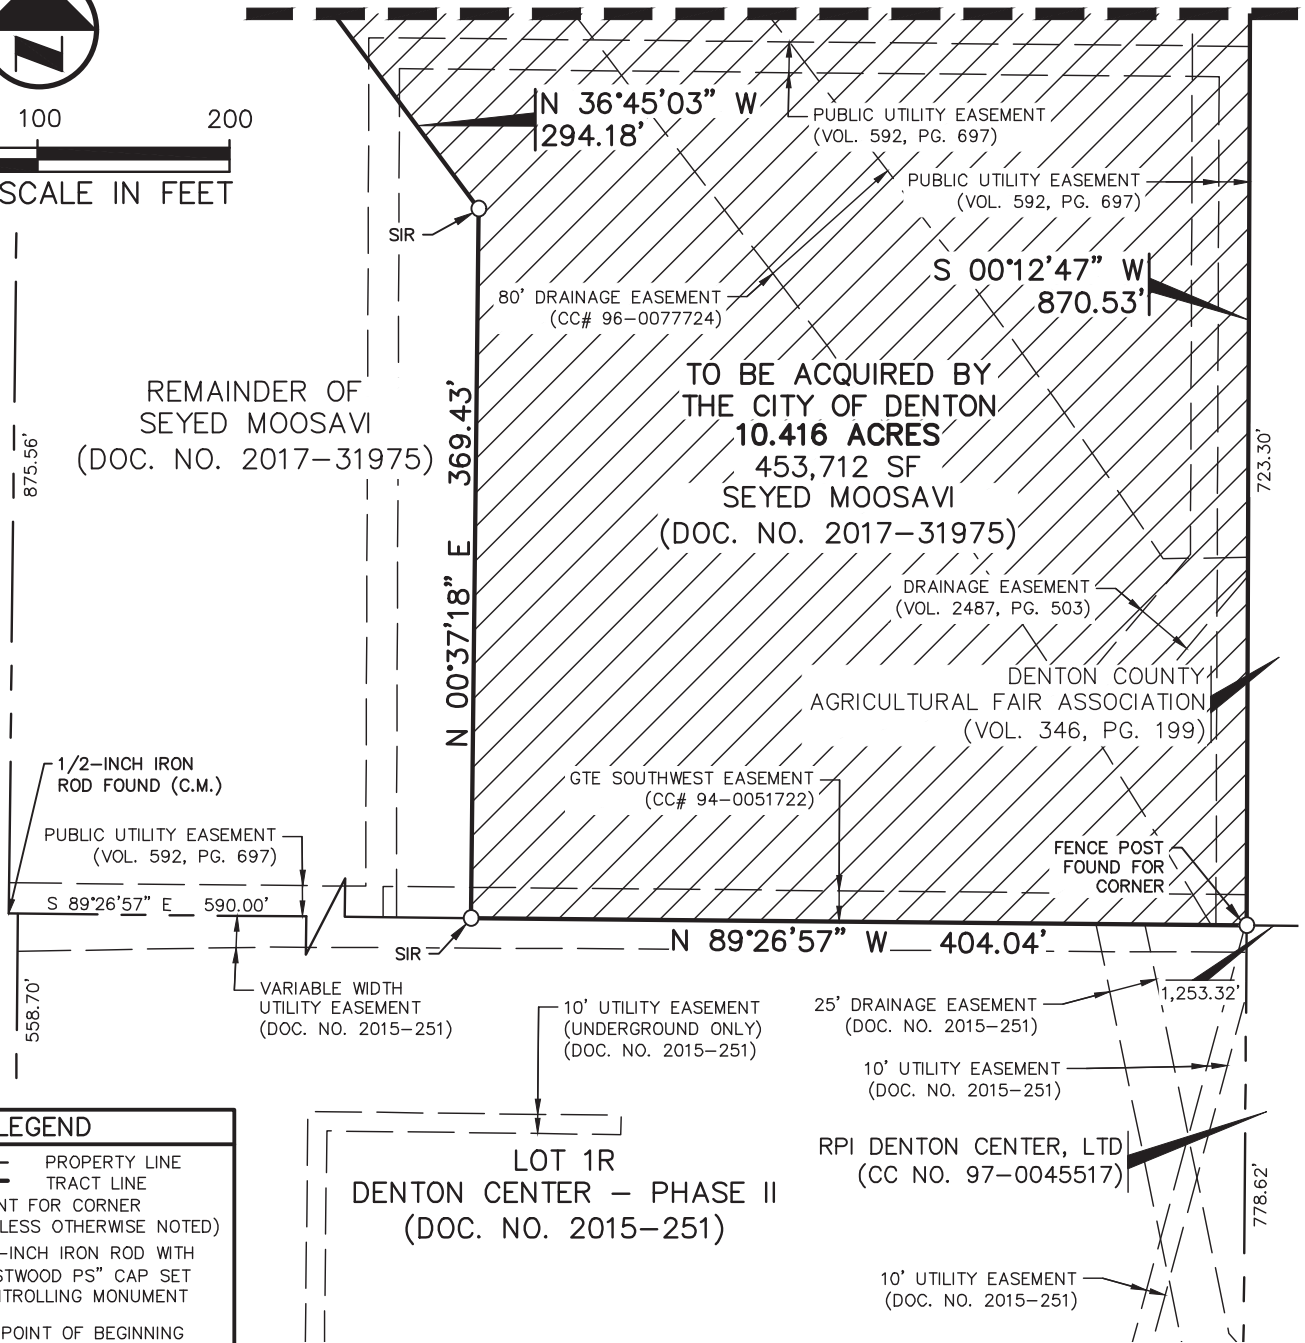 N
100 200
SCALE IN FEET
N 36°45'03" W
294.18'
PUBLIC UTILITY EASEMENT
(VOL. 592, PG. 697)
PUBLIC UTILITY EASEMENT
(VOL. 592, PG. 697)
SIR
S 00°12'47" W
870.53'
80' DRAINAGE EASEMENT
(CC# 96-0077724)
REMAINDER OF
SEYED MOOSAVI
(DOC. NO. 2017-31975)
875.56'
N 00°37'18" E 369.43'
TO BE ACQUIRED BY
THE CITY OF DENTON
10.416 ACRES
453,712 SF
SEYED MOOSAVI
(DOC. NO. 2017-31975)
723.30'
DRAINAGE EASEMENT
(VOL. 2487, PG. 503)
DENTON COUNTY
AGRICULTURAL FAIR ASSOCIATION
(VOL. 346, PG. 199)
1/2-INCH IRON
ROD FOUND (C.M.)
GTE SOUTHWEST EASEMENT
(CC# 94-0051722)
PUBLIC UTILITY EASEMENT
(VOL. 592, PG. 697)
FENCE POST
FOUND FOR
CORNER
S 89°26'57" E 590.00'
SIR
N 89°26'57" W 404.04'
558.70'
VARIABLE WIDTH
UTILITY EASEMENT
(DOC. NO. 2015-251)
10' UTILITY EASEMENT
(UNDERGROUND ONLY)
(DOC. NO. 2015-251)
25' DRAINAGE EASEMENT
(DOC. NO. 2015-251)
1,253.32'
10' UTILITY EASEMENT
(DOC. NO. 2015-251)
RPI DENTON CENTER, LTD
(CC NO. 97-0045517)
778.62'
LOT 1R
DENTON CENTER – PHASE II
(DOC. NO. 2015-251)
10' UTILITY EASEMENT
(DOC. NO. 2015-251)
LEGEND
PROPERTY LINE
TRACT LINE
NT FOR CORNER
LESS OTHERWISE NOTED)
-INCH IRON ROD WITH
STWOOD PS" CAP SET
NTROLLING MONUMENT
POINT OF BEGINNING